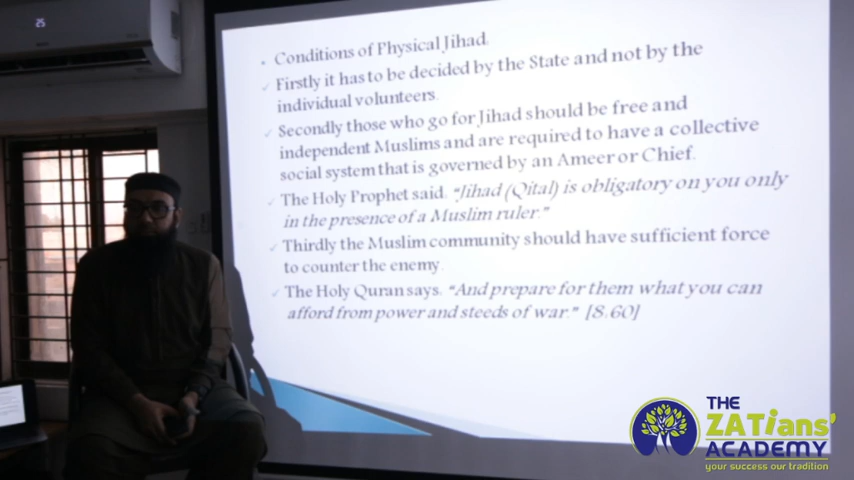 Conditions of Physical Jihad.
Firstly it has to be decided by the State and not by the
individual volunteers.
Secondly those who go for Jihad should be free and
independent Muslims and are required to have a collective
social system that is governed by an Ameer or Chief.
The Holy Prophet said. "Jihad (Qital) is obligatory on you only
in the presence of a Muslim ruler."
Thirdly the Muslim community should have sufficient force
to counter the enemy.
The Holy Quran says. "And prepare for them what you can
afford from power and steeds of war." [8.60]
THE
ZATians'
ACADEMY
your success our tradition